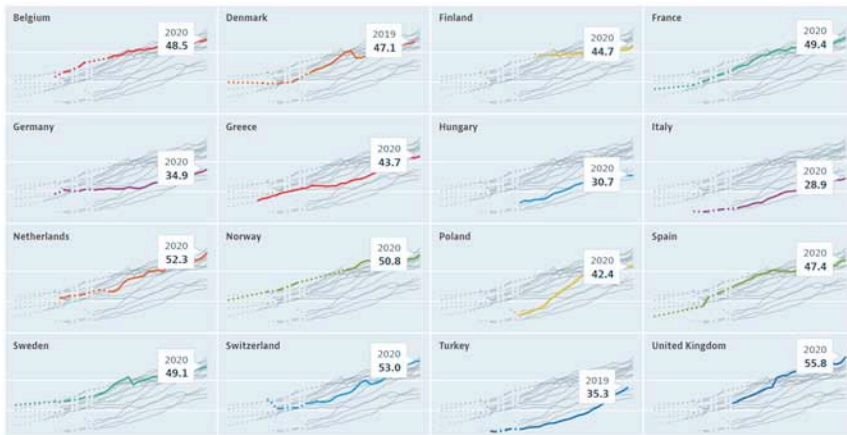 Belgium
2020
48.5
Denmark
2019
47.1
Finland
2020
44.7
France
2020
49.4
Germany
2020
34.9
Greece
2020
43.7
Hungary
2020
30.7
Italy
2020
28.9
Netherlands
2020
52.3
Norway
2020
50.8
Poland
2020
42.4
Spain
2020
47.4
Sweden
2020
49.1
Switzerland
2020
53.0
Turkey
2019
35.3
United Kingdom
2020
55.8